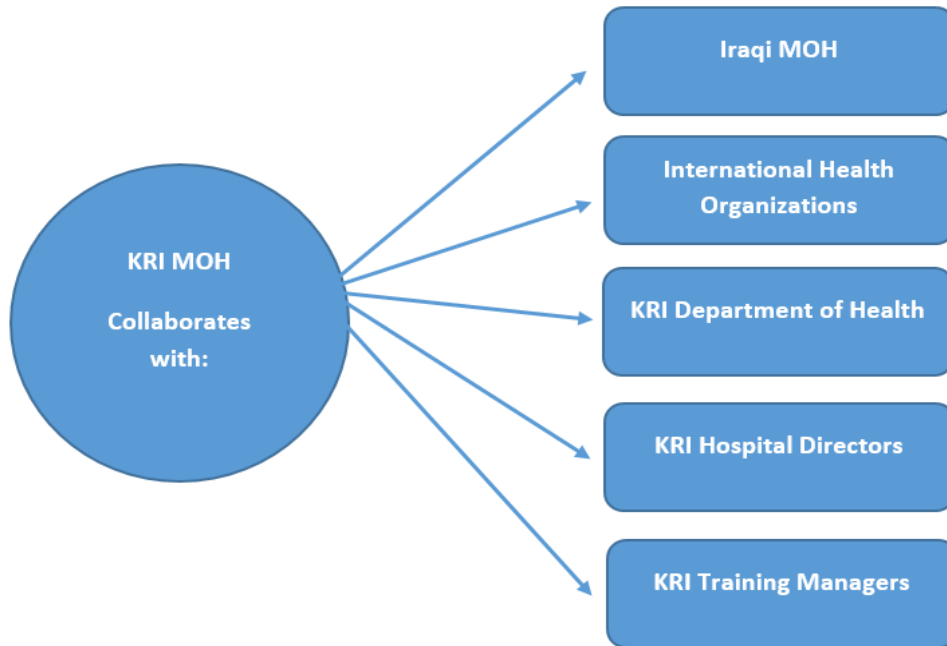 KRI MOH
Collaborates
with:
Iraqi MOH
International Health
Organizations
KRI Department of Health
KRI Hospital Directors
KRI Training Managers